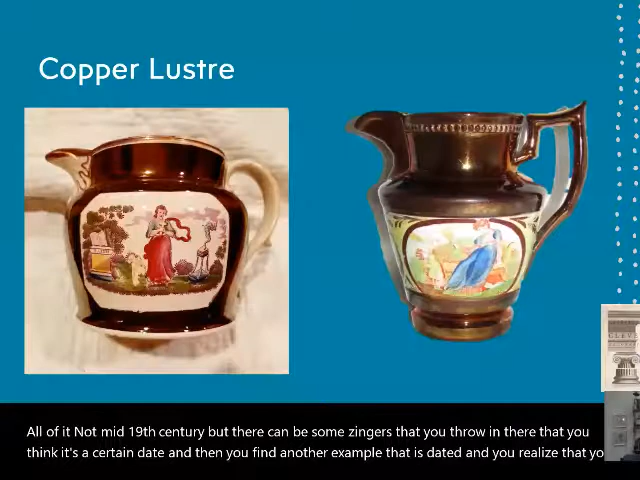 Copper Lustre
All of it Not mid 19th century but there can be some zingers that you throw in there that you
think it's a certain date and then you find another example that is dated and you realize that yo